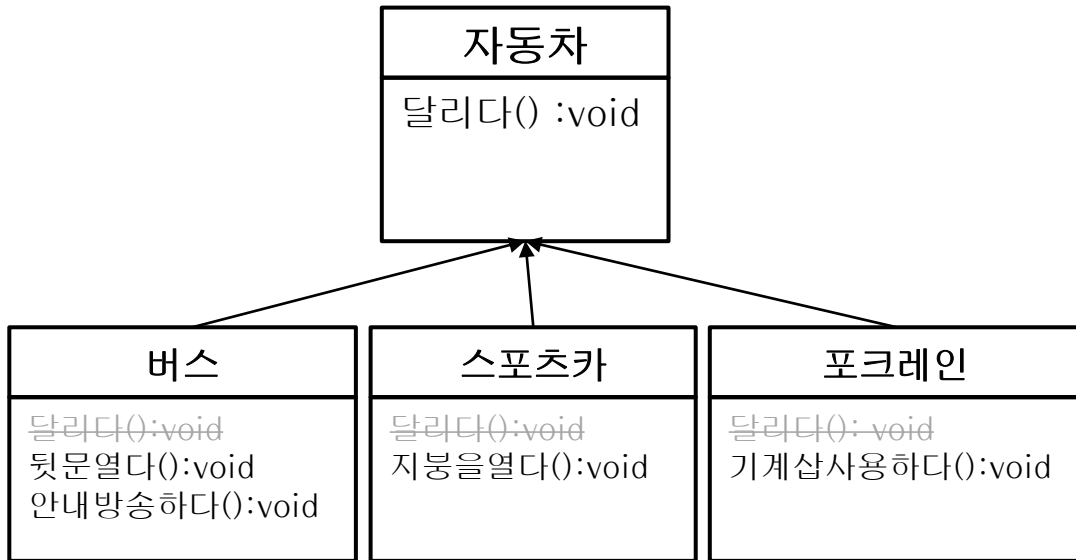 자동차
달리다() :void
버스
달리다():void
뒷문열다():void
안내방송하다():void
스포츠카
달리다():void
지붕을열다():void
포크레인
달리다(): void
기계삽사용하다():void